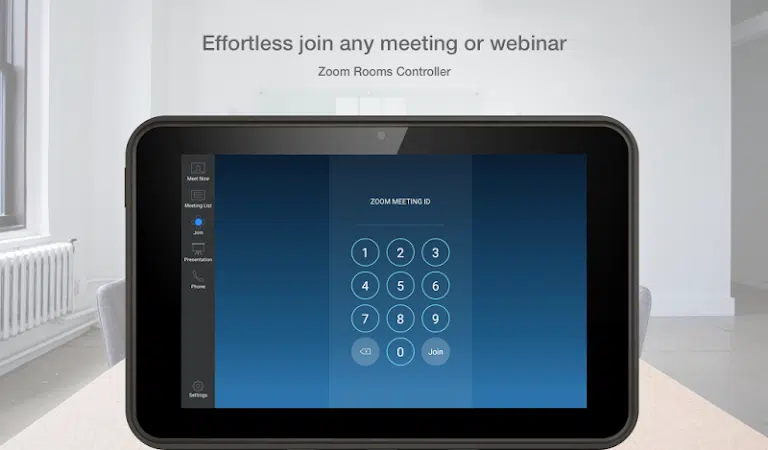 Effortless join any meeting or webinar
Zoom Rooms Controller
Meet Now
Meeting List
Join
Presentation
Phone
Settings
ZOOM MEETING ID
1 2 3
4 5 6
7 8 9
0 Join